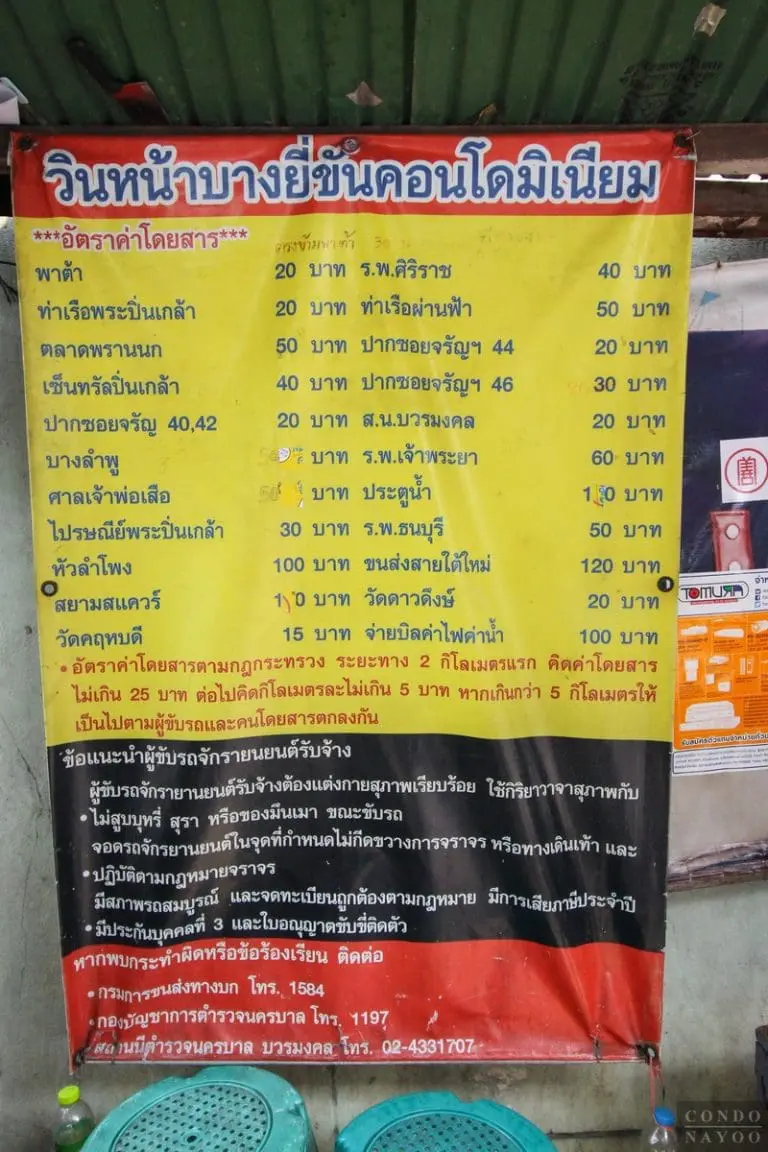 วินหน้าบางยี่ขันคอนโดมิเนียม
***อัตราค่าโดยสาร***
พาต้า 20 บาท ร.พ.ศิริราช 40 บาท
ท่าเรือพระปิ่นเกล้า 20 บาท ท่าเรือผ่านฟ้า 50 บาท
ตลาดพรานนก 50 บาท ปากซอยจรัญฯ 44 20 บาท
เซ็นทรัลปิ่นเกล้า 40 บาท ปากซอยจรัญฯ 46 30 บาท
ปากซอยจรัญ 40,42 20 บาท ส.น.บวรมงคล 20 บาท
บางลำพู บาท ร.พ.เจ้าพระยา 60 บาท
ศาลเจ้าพ่อเสือ บาท ประตูน้ำ บาท
ไปรษณีย์พระปิ่นเกล้า 30 บาท ร.พ.ธนบุรี 50 บาท
หัวลำโพง 100 บาท ขนส่งสายใต้ใหม่ 120 บาท
สยามสแควร์ บาท วัดดาวดึงษ์ 20 บาท
วัดคฤหบดี 15 บาท จ่ายบิลค่าไฟค่าน้ำ 100 บาท
• อัตราค่าโดยสารตามกฎกระทรวง ระยะทาง 2 กิโลเมตรแรก คิดค่าโดยสาร
ไม่เกิน 25 บาท ต่อไปคิดกิโลเมตรละไม่เกิน 5 บาท หากเกินกว่า 5 กิโลเมตรให้
เป็นไปตามผู้ขับรถและคนโดยสารตกลงกัน
ข้อแนะนำผู้ขับรถจักรายนยนต์รับจ้าง
ผู้ขับรถจักรายานยนต์รับจ้างต้องแต่งกายสุภาพเรียบร้อย ใช้กิริยาวาจาสุภาพกับ
• ไม่สูบบุหรี่ สุรา หรือของมึนเมา ขณะขับรถ
จอดรถจักรยานยนต์ในจุดที่กำหนดไม่กีดขวางการจราจร หรือทางเดินเท้า และ
• ปฏิบัติตามกฎหมายจราจร
มีสภาพรถสมบูรณ์ และจดทะเบียนถูกต้องตามกฎหมาย มีการเสียภาษีประจำปี
• มีประกันบุคคลที่ 3 และใบอณุญาตขับขี่ติดตัว
หากพบกระทำผิดหรือข้อร้องเรียน ติดต่อ
• กรมการขนส่งทางบก โทร. 1584
• กองบัญชาการตำรวจนครบาล โทร. 1197
• สถานนีตำรวจนครบาล บวรมงคล โทร. 02-4331707
TOMURA
CONDO
NAYOO